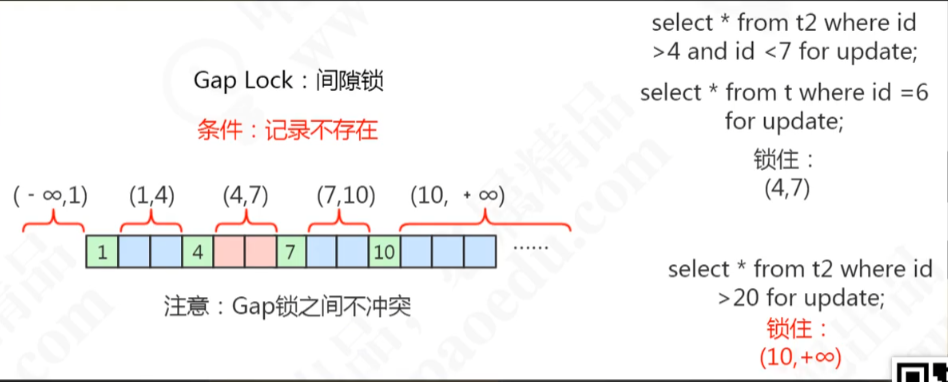 Gap Lock：间隙锁
条件：记录不存在
( - ∞,1)
(1,4)
(4,7)
(7,10)
(10, + ∞)
1
4
7
10
……
注意：Gap锁之间不冲突
select * from t2 where id
>4 and id <7 for update;
select * from t where id =6
for update;
锁住：
(4,7)
select * from t2 where id
>20 for update;
锁住：
(10,+∞)